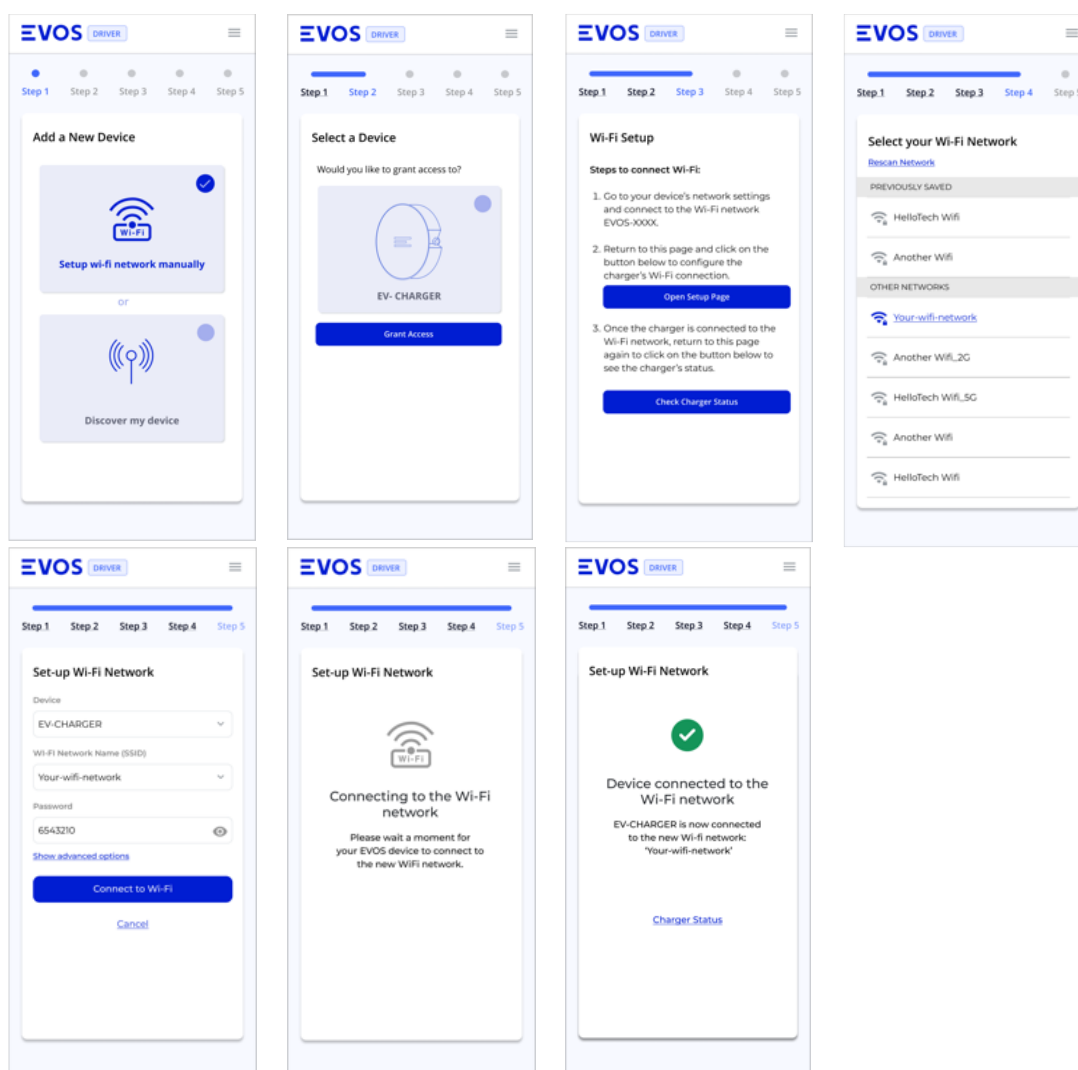 EVOS DRIVER
Step 1 Step 2 Step 3 Step 4 Step 5
Add a New Device
Wi-Fi
Setup wi-fi network manually
or
Discover my device
EVOS DRIVER
Step 1 Step 2 Step 3 Step 4 Step 5
Select a Device
Would you like to grant access to?
EV- CHARGER
Grant Access
EVOS DRIVER
Step 1 Step 2 Step 3 Step 4 Step 5
Wi-Fi Setup
Steps to connect Wi-Fi:
1. Go to your device's network settings
and connect to the Wi-Fi network
EVOS-XXXX.
2. Return to this page and click on the
button below to configure the
charger's Wi-Fi connection.
Open Setup Page
3. Once the charger is connected to the
Wi-Fi network, return to this page
again to click on the button below to
see the charger's status.
Check Charger Status
EVOS DRIVER
Step 1 Step 2 Step 3 Step 4 Step 5
Select your Wi-Fi Network
Rescan Network
PREVIOUSLY SAVED
HelloTech Wifi
Another Wifi
OTHER NETWORKS
Your-wifi-network
Another Wifi_2G
HelloTech Wifi_5G
Another Wifi
HelloTech Wifi
EVOS DRIVER
Step 1 Step 2 Step 3 Step 4 Step 5
Set-up Wi-Fi Network
Device
EV-CHARGER
WI-FI Network Name (SSID)
Your-wifi-network
Password
6543210
Show advanced options
Connect to Wi-Fi
Cancel
EVOS DRIVER
Step 1 Step 2 Step 3 Step 4 Step 5
Set-up Wi-Fi Network
Wi-Fi
Connecting to the Wi-Fi
network
Please wait a moment for
your EVOS device to connect to
the new WiFi network.
EVOS DRIVER
Step 1 Step 2 Step 3 Step 4 Step 5
Set-up Wi-Fi Network
Device connected to the
Wi-Fi network
EV-CHARGER is now connected
to the new Wi-fi network:
'Your-wifi-network'
Charger Status